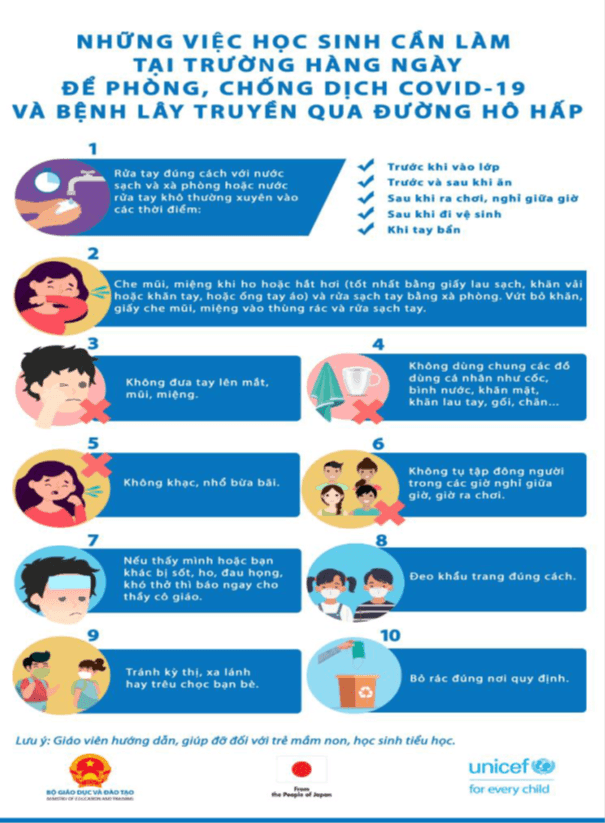 NHỮNG VIỆC HỌC SINH CẦN LÀM
TẠI TRƯỜNG HÀNG NGÀY
ĐỂ PHÒNG, CHỐNG DỊCH COVID-19
VÀ BỆNH LÂY TRUYỀN QUA ĐƯỜNG HÔ HẤP
1
Rửa tay đúng cách với nước
sạch và xà phòng hoặc nước
rửa tay khô thường xuyên vào
các thời điểm:
Trước khi vào lớp
Trước và sau khi ăn
Sau khi ra chơi, nghỉ giữa giờ
Sau khi đi vệ sinh
Khi tay bẩn
2
Che mũi, miệng khi ho hoặc hắt hơi (tốt nhất bằng giấy lau sạch, khăn vải
hoặc khăn tay, hoặc ống tay áo) và rửa sạch tay bằng xà phòng. Vứt bỏ khăn,
giấy che mũi, miệng vào thùng rác và rửa sạch tay.
3
Không đưa tay lên mắt,
mũi, miệng.
4
Không dùng chung các đồ
dùng cá nhân như cốc,
bình nước, khăn mặt,
khăn lau tay, gối, chăn...
5
Không khạc, nhổ bừa bãi.
6
Không tụ tập đông người
trong các giờ nghỉ giữa
giờ, giờ ra chơi.
7
Nếu thấy mình hoặc bạn
khác bị sốt, ho, đau họng,
khó thở thì báo ngay cho
thầy cô giáo.
8
Đeo khẩu trang đúng cách.
9
Tránh kỳ thị, xa lánh
hay trêu chọc bạn bè.
10
Bỏ rác đúng nơi quy định.
Lưu ý: Giáo viên hướng dẫn, giúp đỡ đối với trẻ mầm non, học sinh tiểu học.
BỘ GIÁO DỤC VÀ ĐÀO TẠO
MINISTRY OF EDUCATION AND TRAINING
From
the People of Japan
unicef
for every child